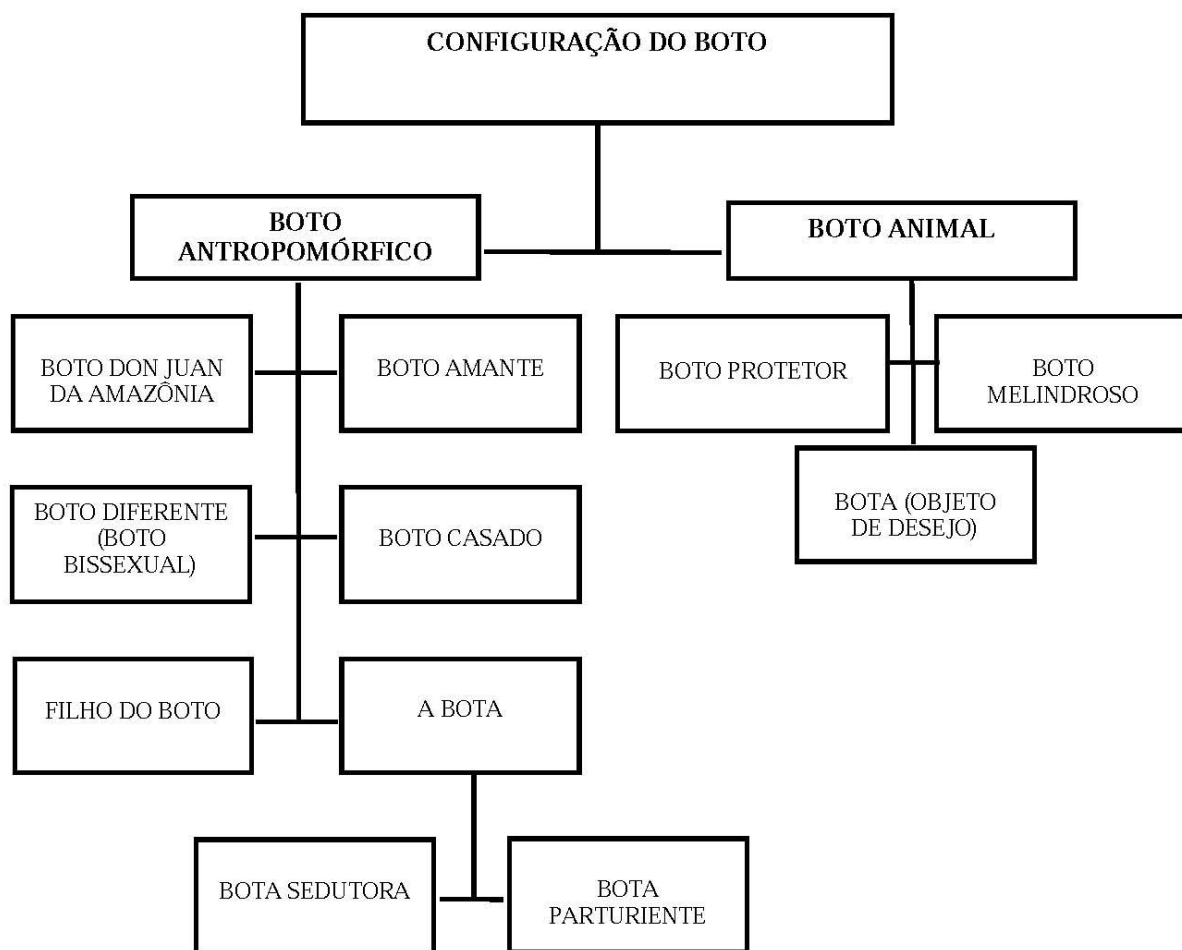 CONFIGURAÇÃO DO BOTO
BOTO
ANTROPOMÓRFICO
BOTO ANIMAL
BOTO DON JUAN
DA AMAZÔNIA
BOTO AMANTE
BOTO PROTETOR
BOTO
MELINDROSO
BOTO DIFERENTE
(BOTO
BISSEXUAL)
BOTO CASADO
BOTA (OBJETO
DE DESEJO)
FILHO DO BOTO
A BOTA
BOTA SEDUTORA
BOTA
PARTURIENTE